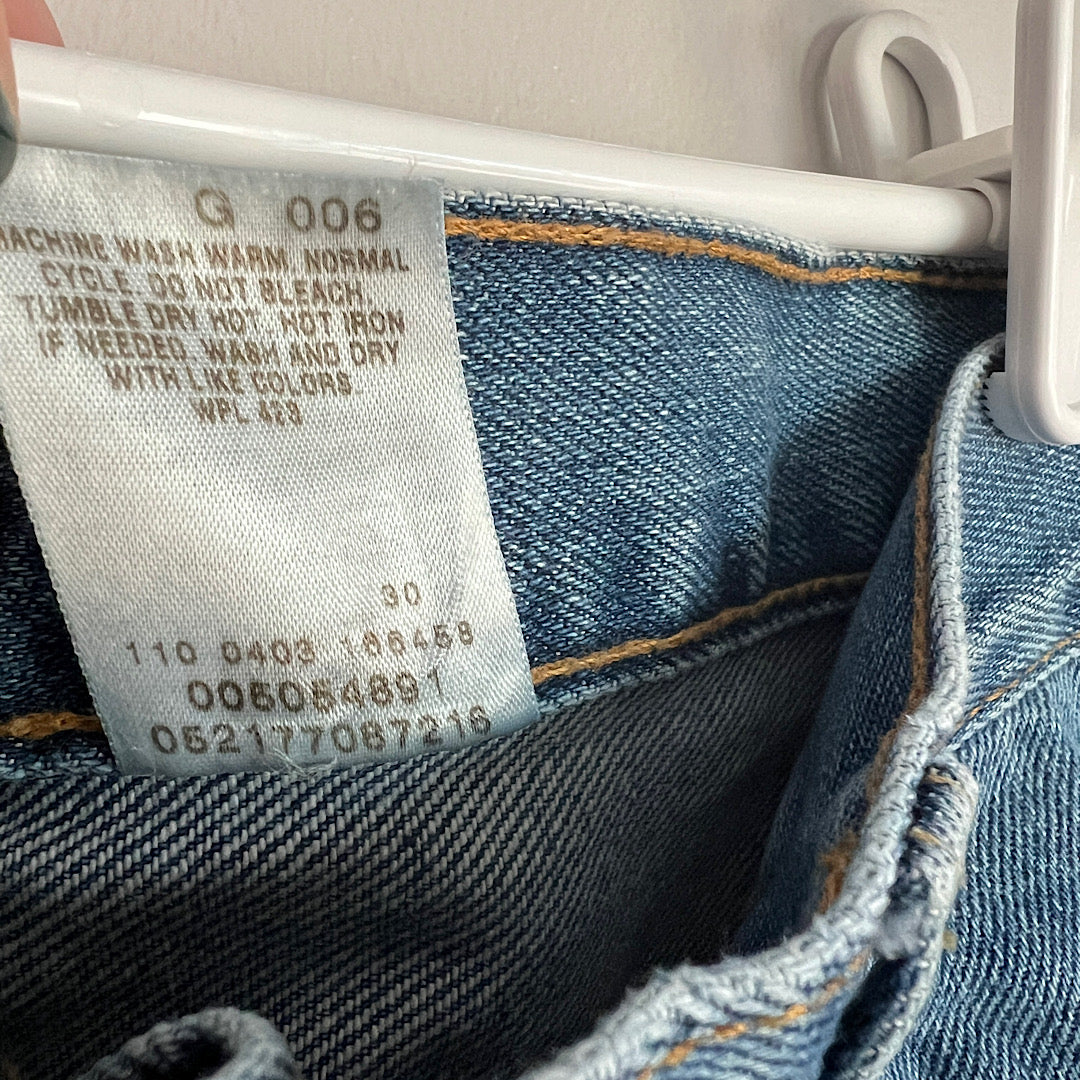 G 006
MACHINE WASH WARM, NORMAL
CYCLE. DO NOT BLEACH.
TUMBLE DRY HOT. HOT IRON
IF NEEDED. WASH AND DRY
WITH LIKE COLORS
WPL 423
30
110 0403 186458
005054891
052177087216